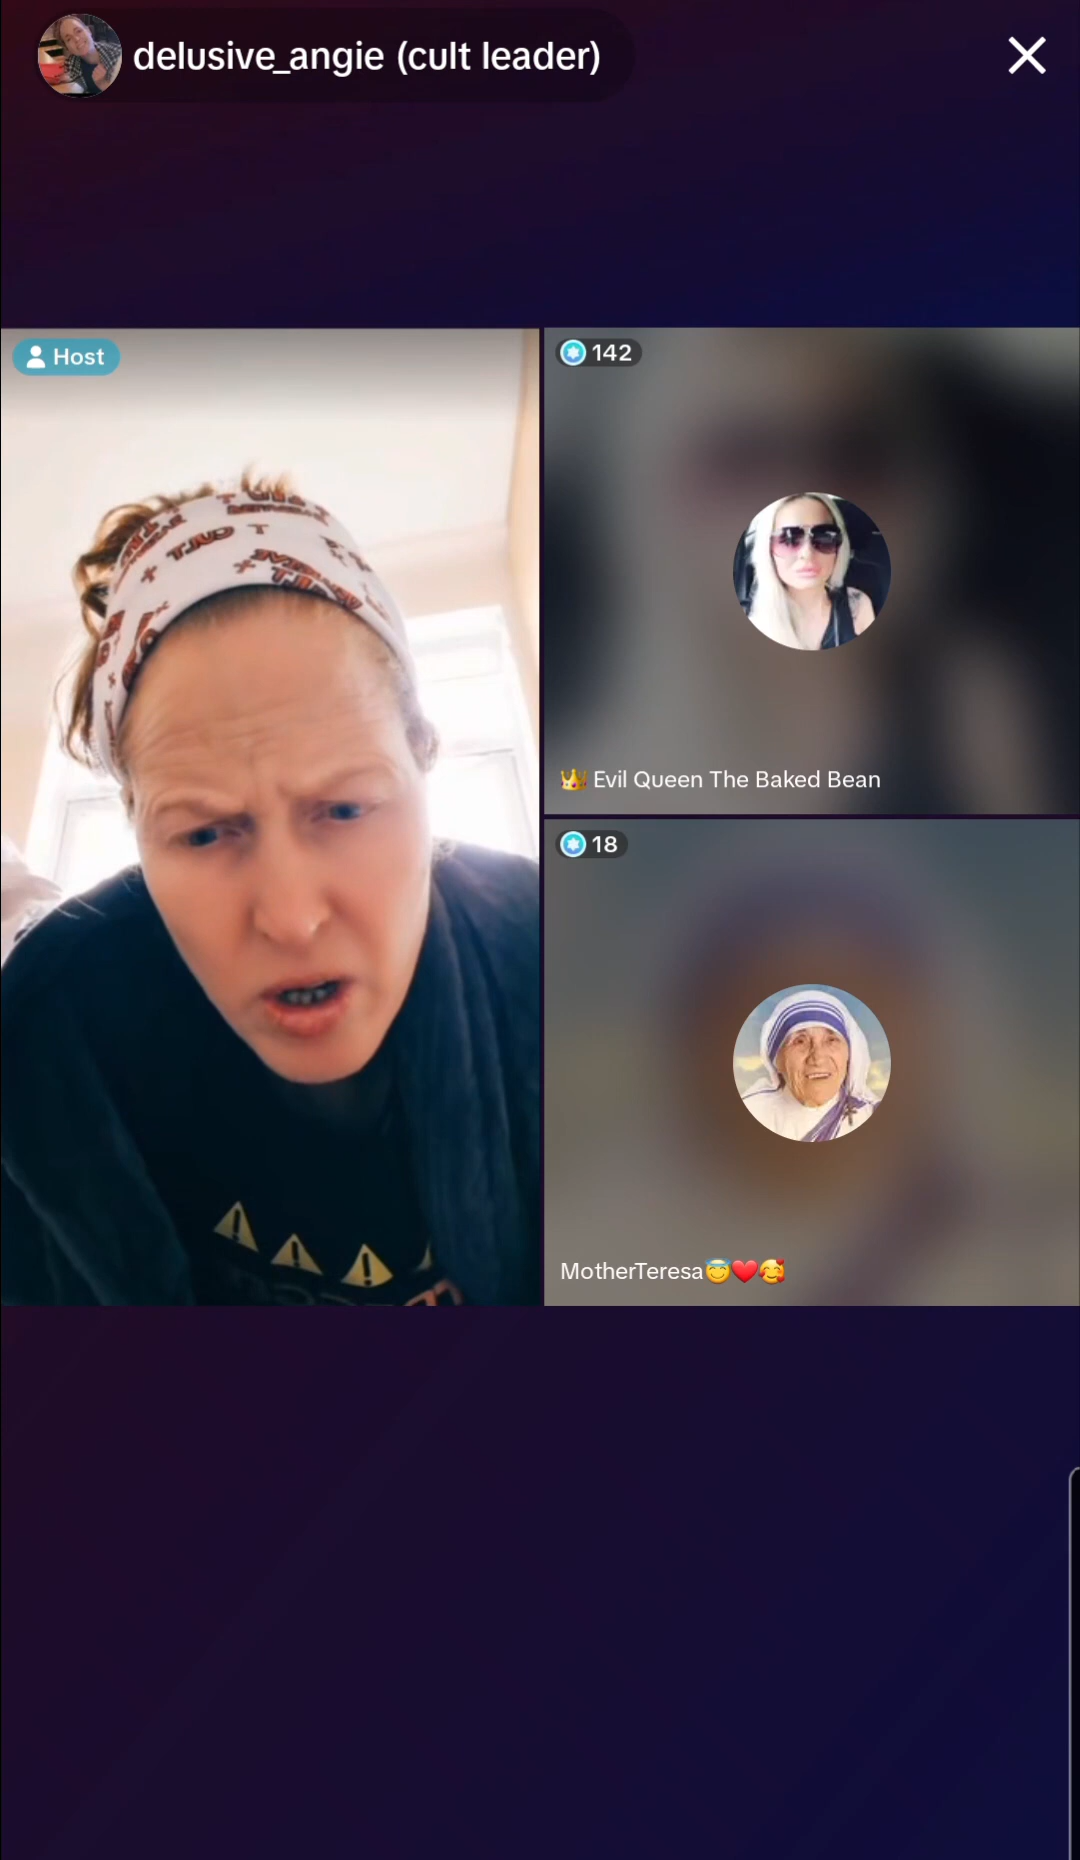 delusive_angie (cult leader)
Host
142
👑 Evil Queen The Baked Bean
18
MotherTeresa😇❤️🥰